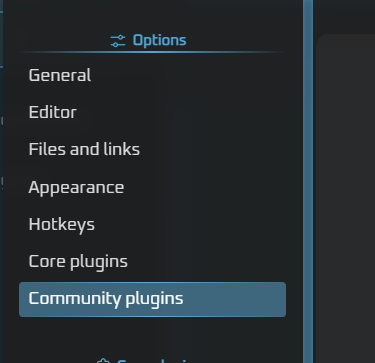 Options
General
Editor
Files and links
Appearance
Hotkeys
Core plugins
Community plugins